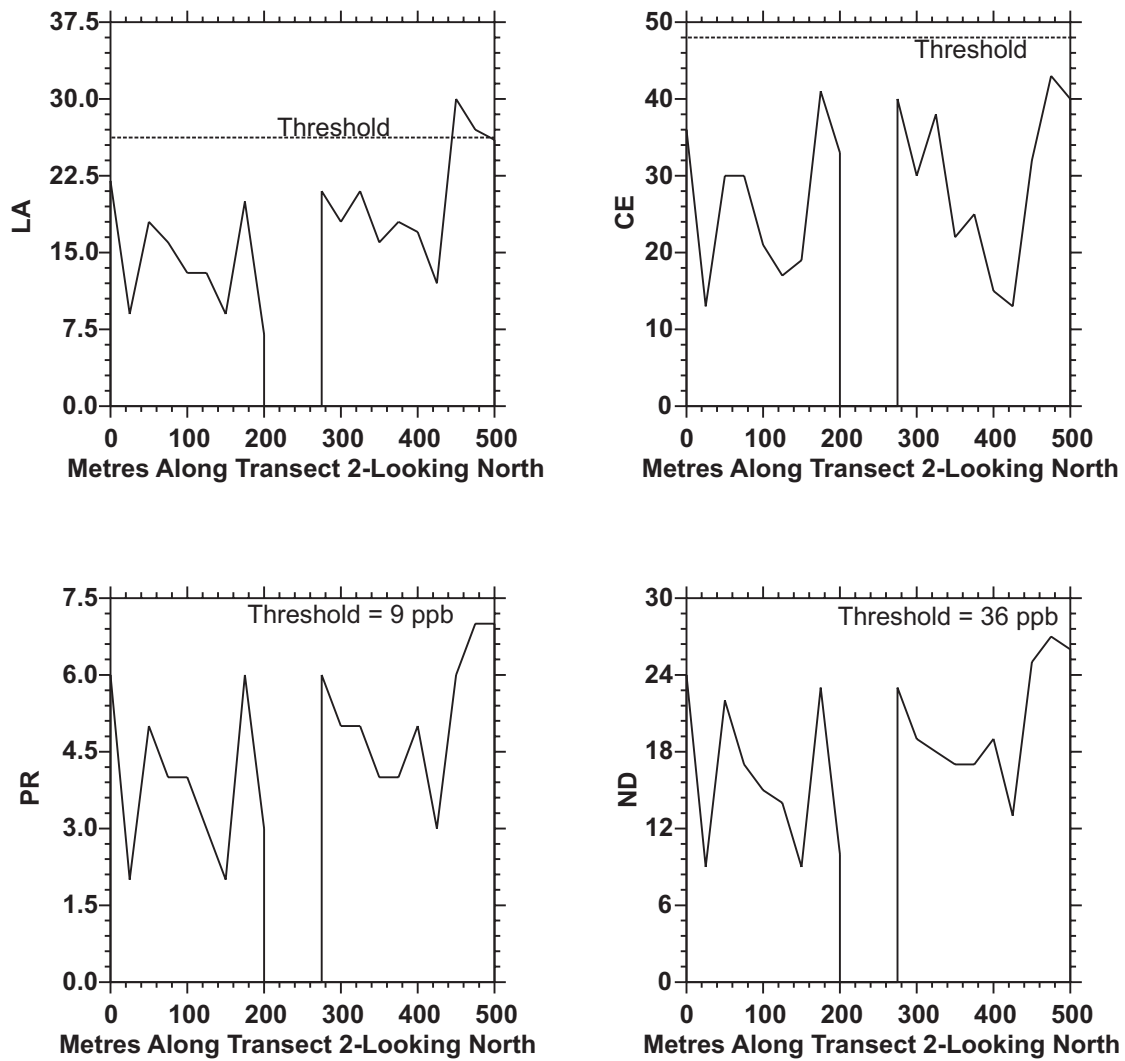 37.5
30.0
22.5
15.0
7.5
0.0
LA
Threshold
0 100 200 300 400 500
Metres Along Transect 2-Looking North
50
40
30
20
10
0
CE
Threshold
0 100 200 300 400 500
Metres Along Transect 2-Looking North
7.5
6.0
4.5
3.0
1.5
0.0
PR
Threshold = 9 ppb
0 100 200 300 400 500
Metres Along Transect 2-Looking North
30
24
18
12
6
0
ND
Threshold = 36 ppb
0 100 200 300 400 500
Metres Along Transect 2-Looking North